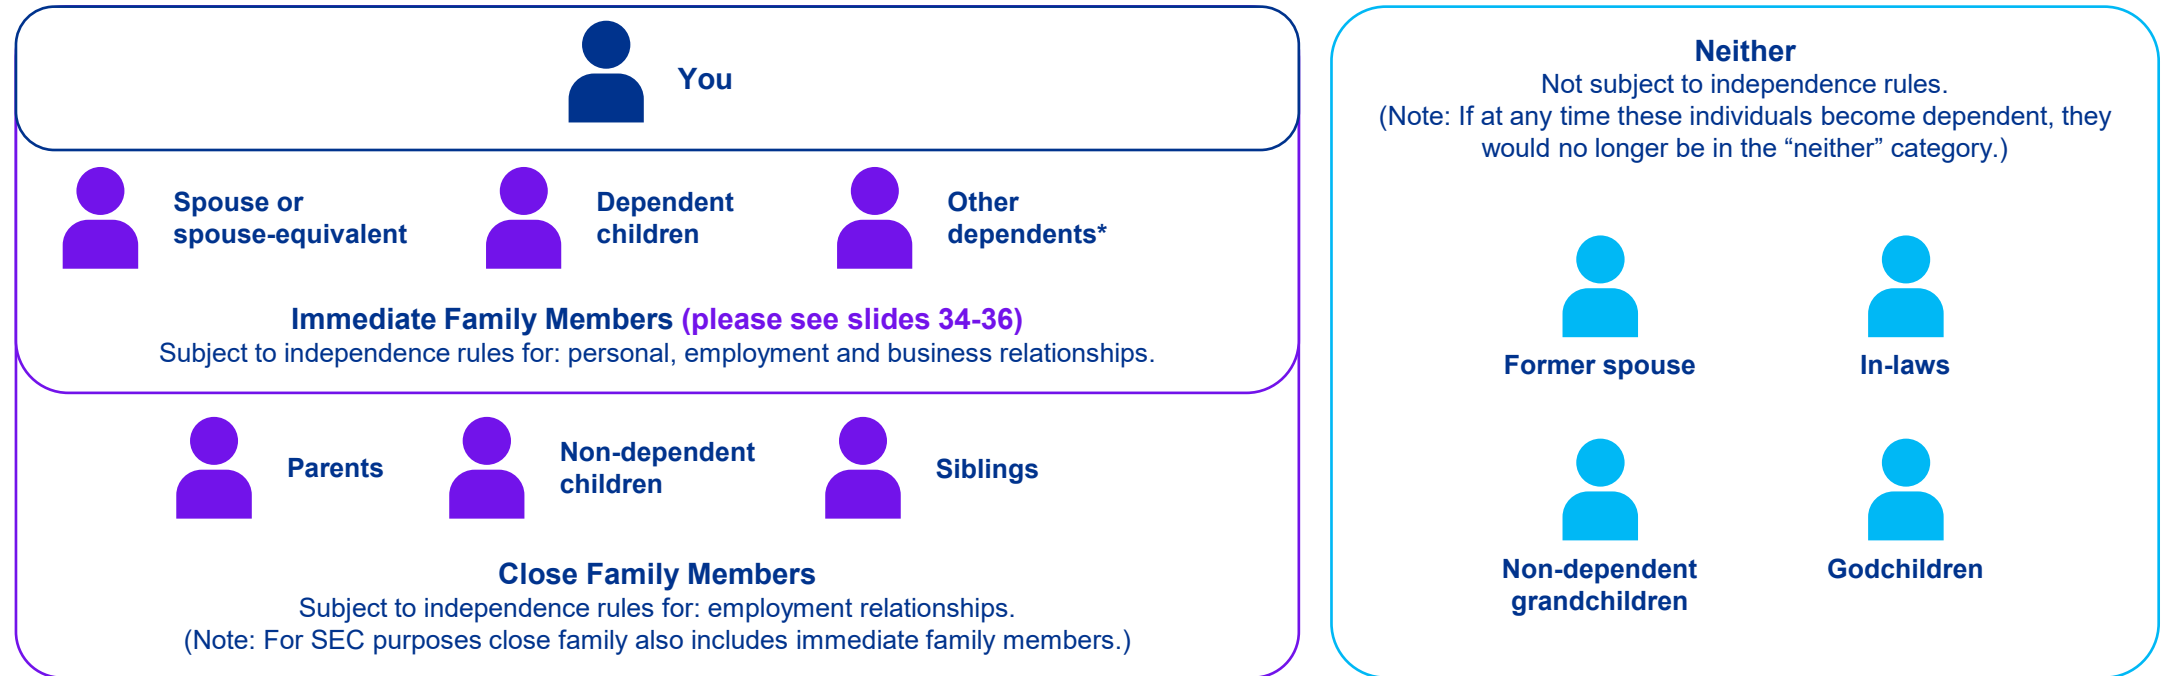 You
Spouse or
spouse-equivalent
Dependent
children
Other
dependents*
Immediate Family Members (please see slides 34-36)
Subject to independence rules for: personal, employment and business relationships.
Parents
Non-dependent
children
Siblings
Close Family Members
Subject to independence rules for: employment relationships.
(Note: For SEC purposes close family also includes immediate family members.)
Neither
Not subject to independence rules.
(Note: If at any time these individuals become dependent, they
would no longer be in the “neither” category.)
Former spouse
In-laws
Non-dependent
grandchildren
Godchildren